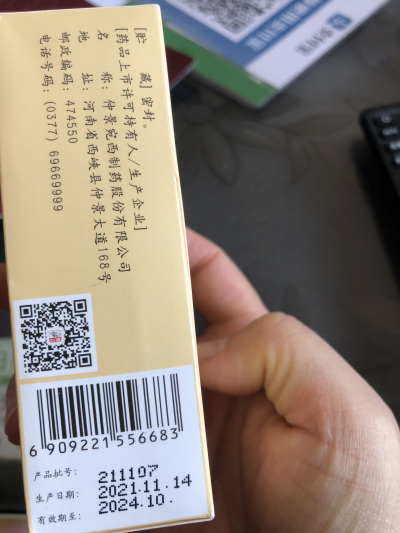 [贮 藏] 密封。
[药品上市许可持有人/生产企业]
名 称: 仲景宛西制药股份有限公司
地 址: 河南省西峡县仲景大道168号
邮政编码: 474550
电话号码: (0377) 69669999
6 909221 556683
产品批号: 211107
生产日期: 2021.11.14
有效期至: 2024.10.